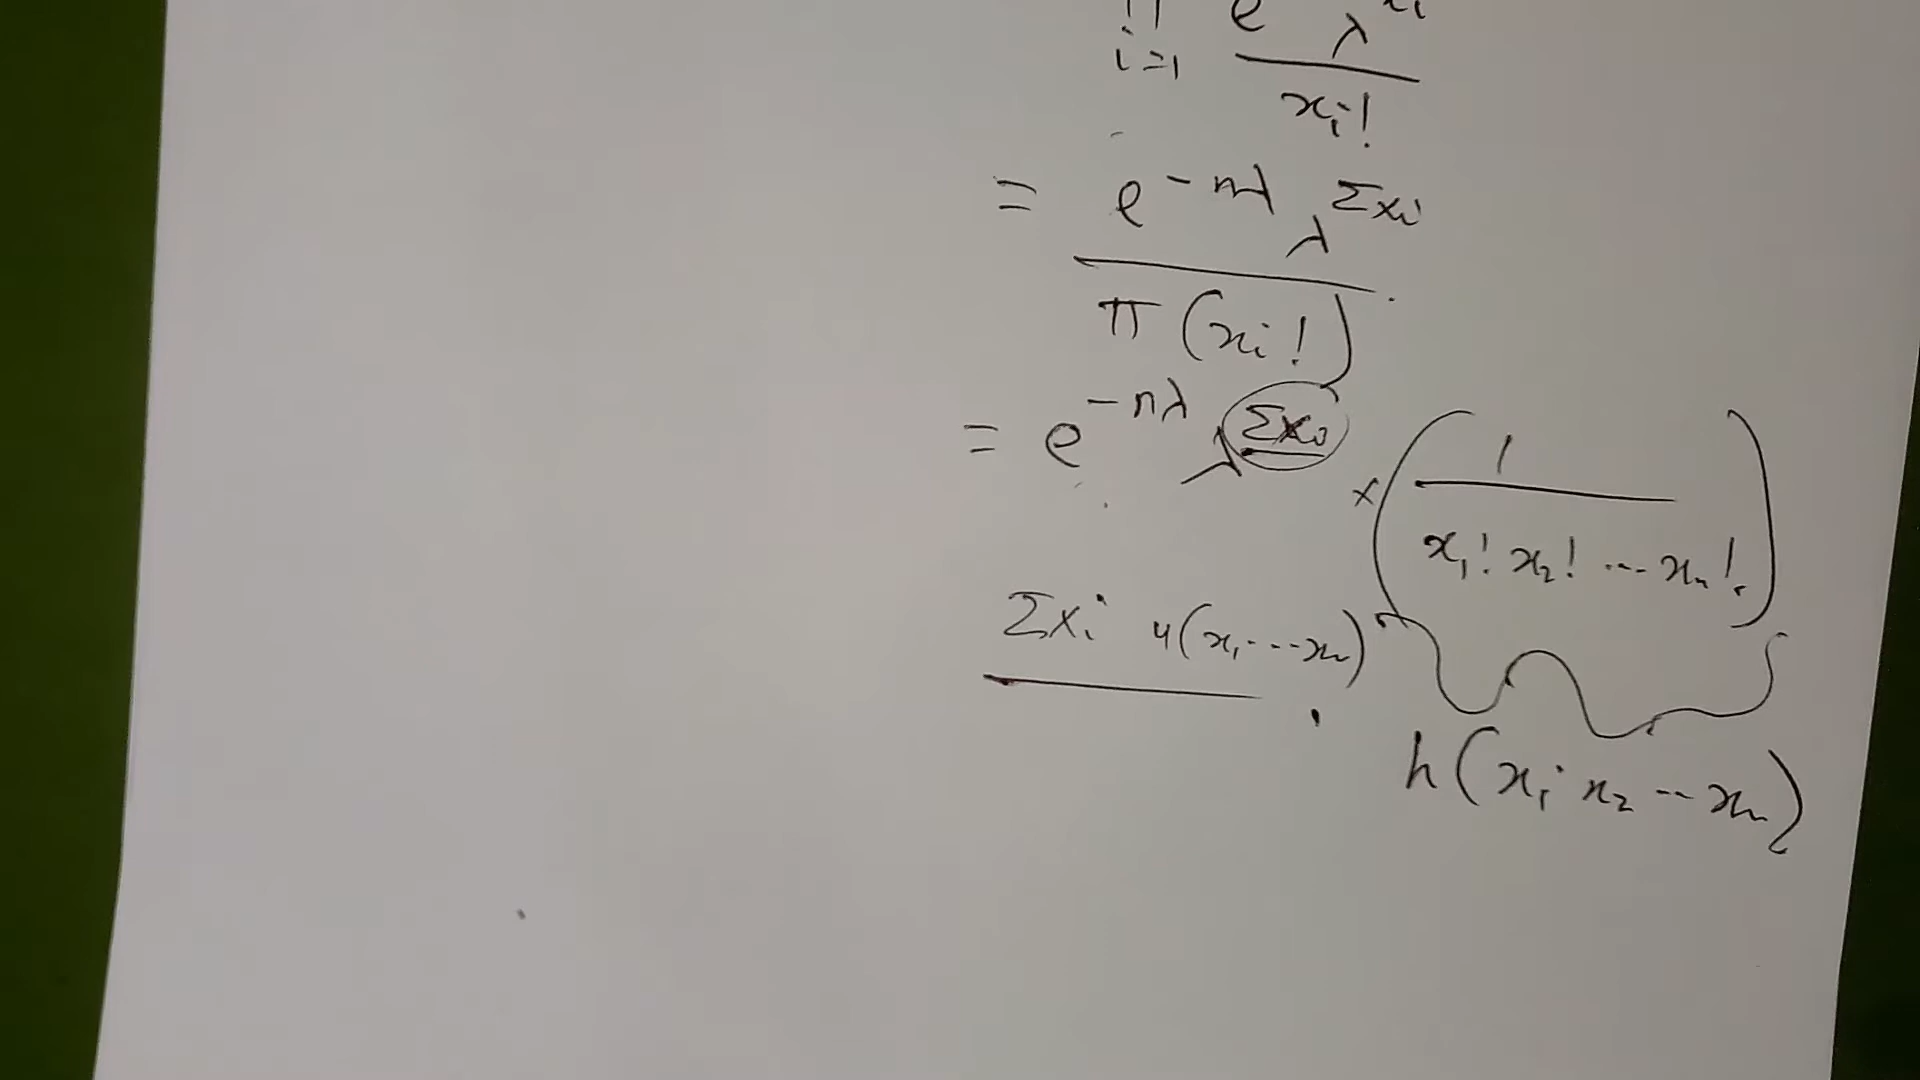 ∏ e λ^xi
i=1 xi!
= e^-nλ λ^Σxi
π (xi!)
= e^-nλ λ^Σxi × ( 1
x1! x2! ... xn! )
Σxi u(x1...xn)
h(x1 x2 -- xn)